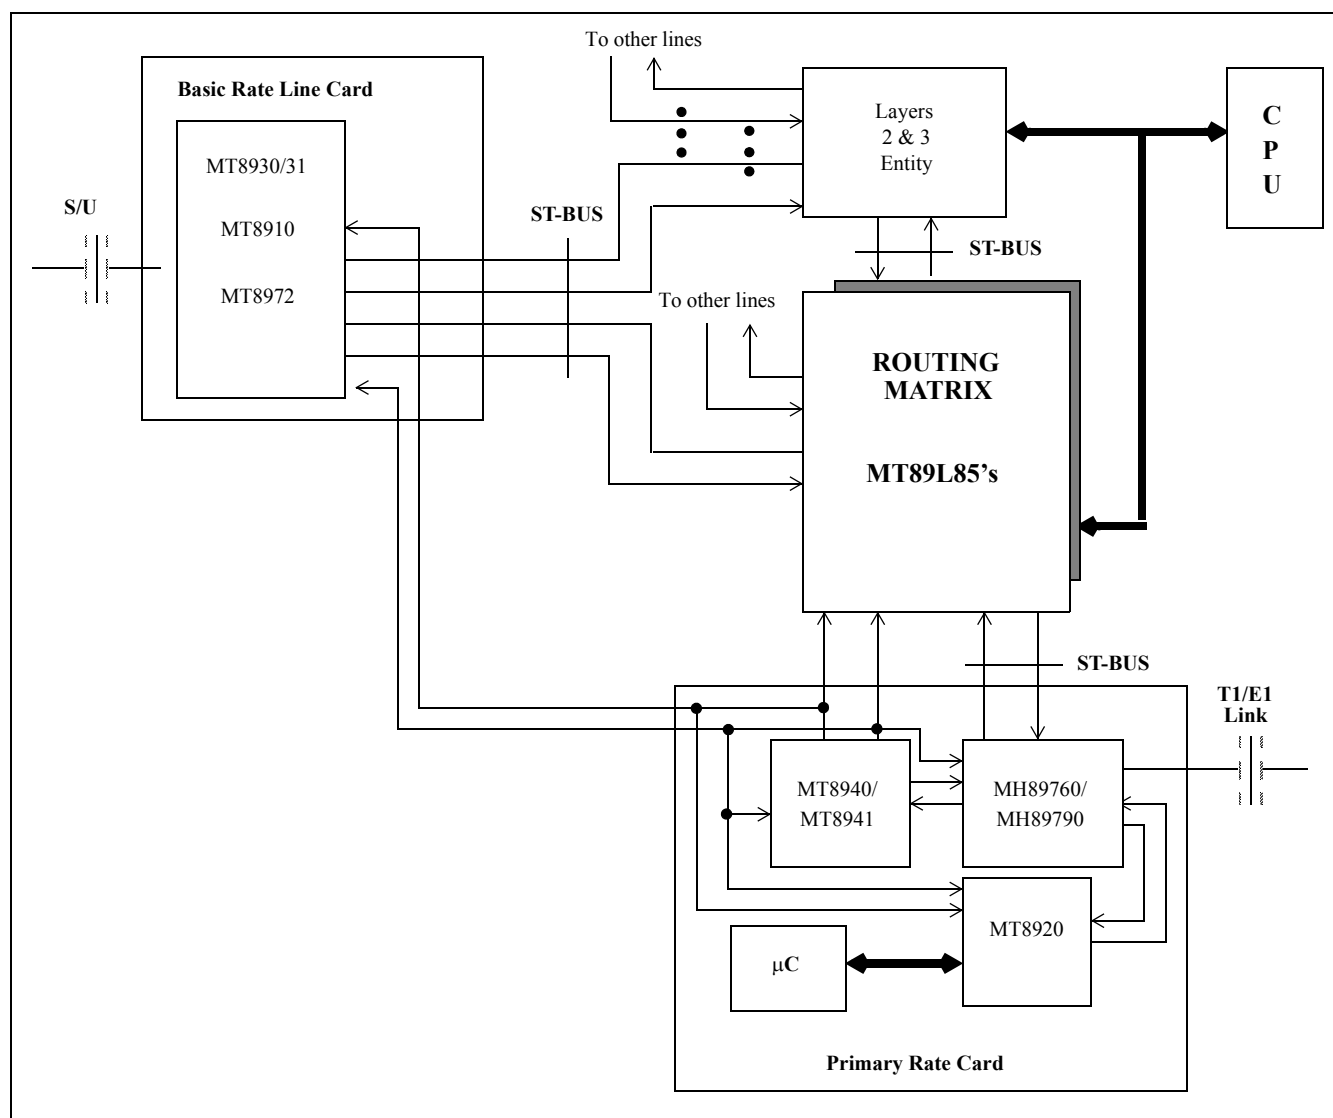 To other lines
Basic Rate Line Card
Layers
2 & 3
Entity
C
P
U
MT8930/31
S/U
MT8910
ST-BUS
ST-BUS
MT8972
To other lines
ROUTING
MATRIX
MT89L85’s
ST-BUS
T1/E1
Link
MT8940/
MT8941
MH89760/
MH89790
MT8920
µC
Primary Rate Card